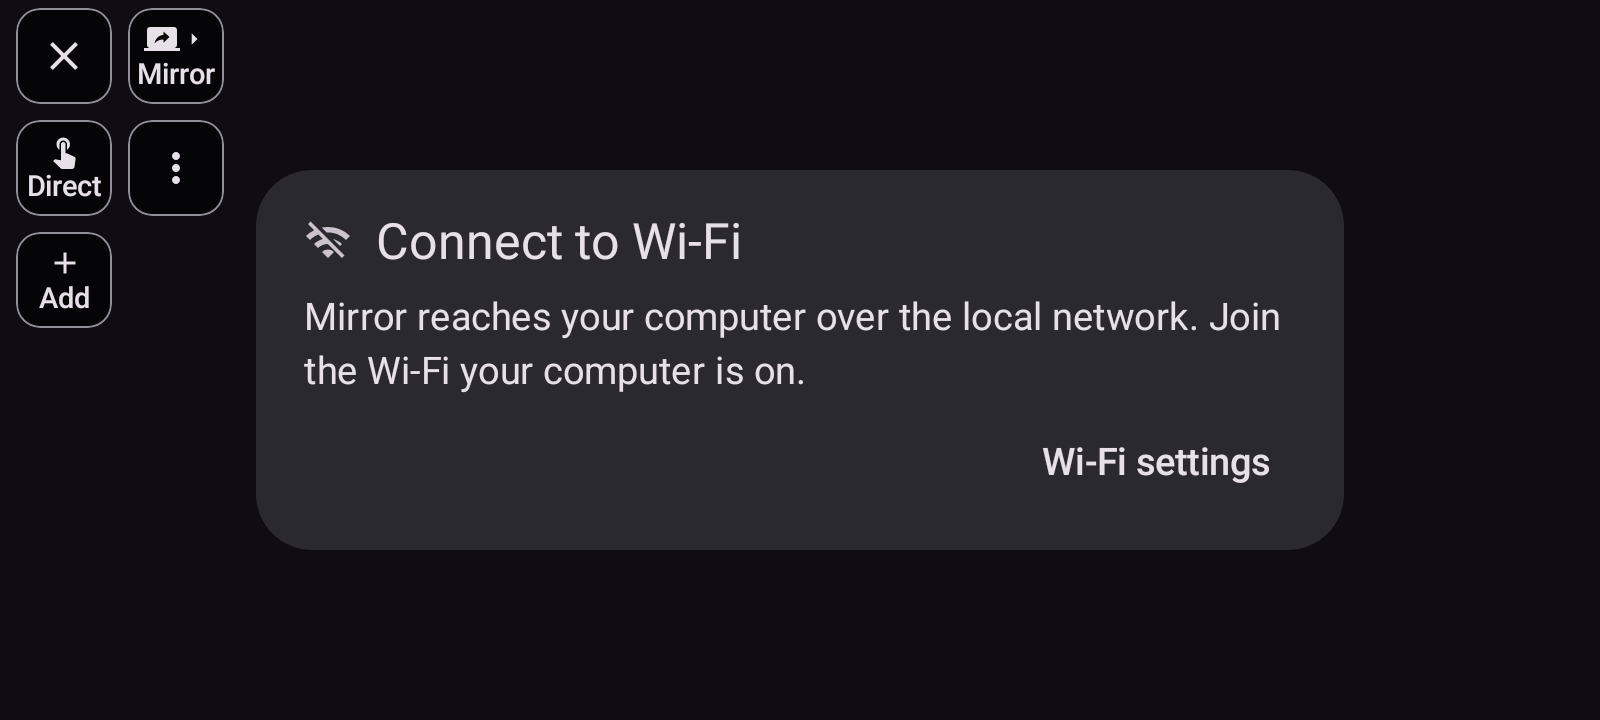 Mirror
Direct
Add
Connect to Wi-Fi
Mirror reaches your computer over the local network. Join
the Wi-Fi your computer is on.
Wi-Fi settings